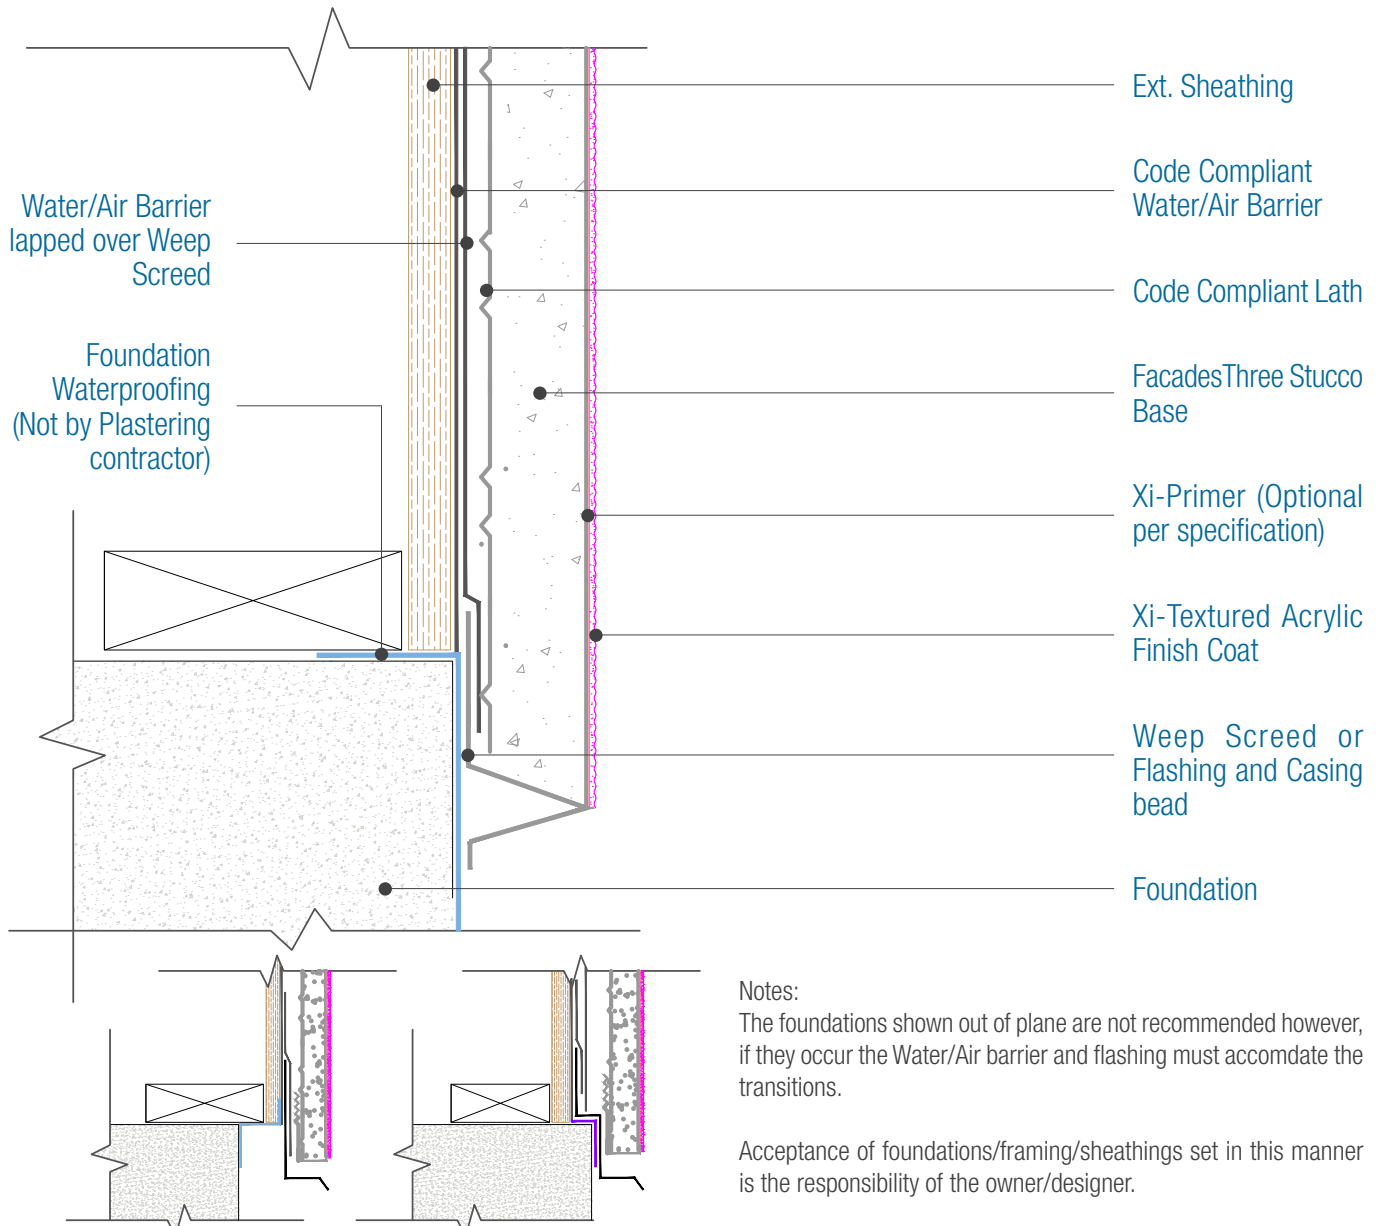 Water/Air Barrier
lapped over Weep
Screed
Foundation
Waterproofing
(Not by Plastering
contractor)
Ext. Sheathing
Code Compliant
Water/Air Barrier
Code Compliant Lath
FacadesThree Stucco
Base
Xi-Primer (Optional
per specification)
Xi-Textured Acrylic
Finish Coat
Weep Screed or
Flashing and Casing
bead
Foundation
Notes:
The foundations shown out of plane are not recommended however,
if they occur the Water/Air barrier and flashing must accomdate the
transitions.
Acceptance of foundations/framing/sheathings set in this manner
is the responsibility of the owner/designer.